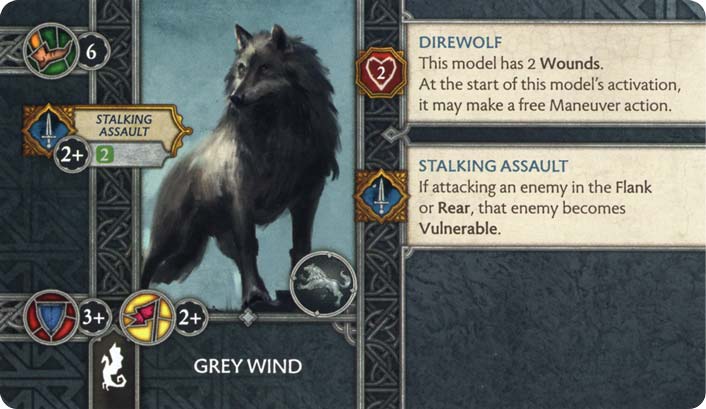 6
STALKING
ASSAULT
2+
2
3+
2+
GREY WIND
2
DIREWOLF
This model has 2 Wounds.
At the start of this model's activation,
it may make a free Maneuver action.
STALKING ASSAULT
If attacking an enemy in the Flank
or Rear, that enemy becomes
Vulnerable.